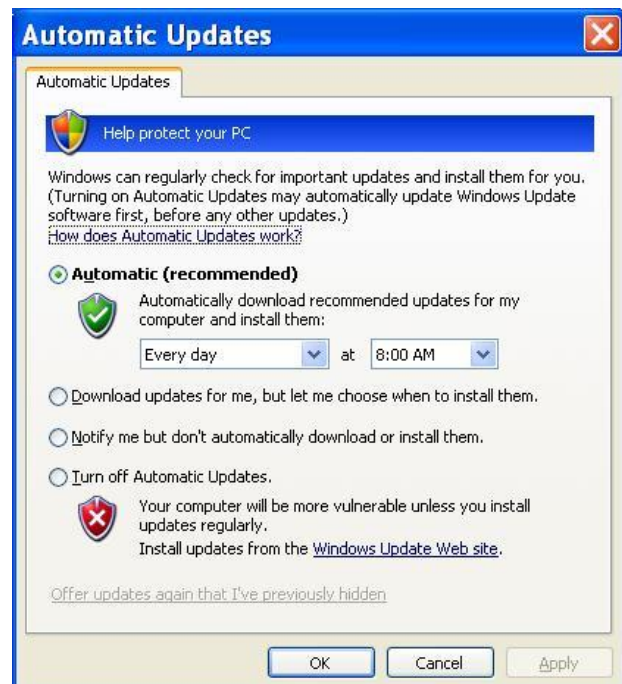 Automatic Updates
Automatic Updates
Help protect your PC
Windows can regularly check for important updates and install them for you.
(Turning on Automatic Updates may automatically update Windows Update
software first, before any other updates.)
How does Automatic Updates work?
Automatic (recommended)
Automatically download recommended updates for my
computer and install them:
Every day at 8:00 AM
Download updates for me, but let me choose when to install them.
Notify me but don't automatically download or install them.
Turn off Automatic Updates.
Your computer will be more vulnerable unless you install
updates regularly.
Install updates from the Windows Update Web site.
Offer updates again that I've previously hidden
OK Cancel Apply